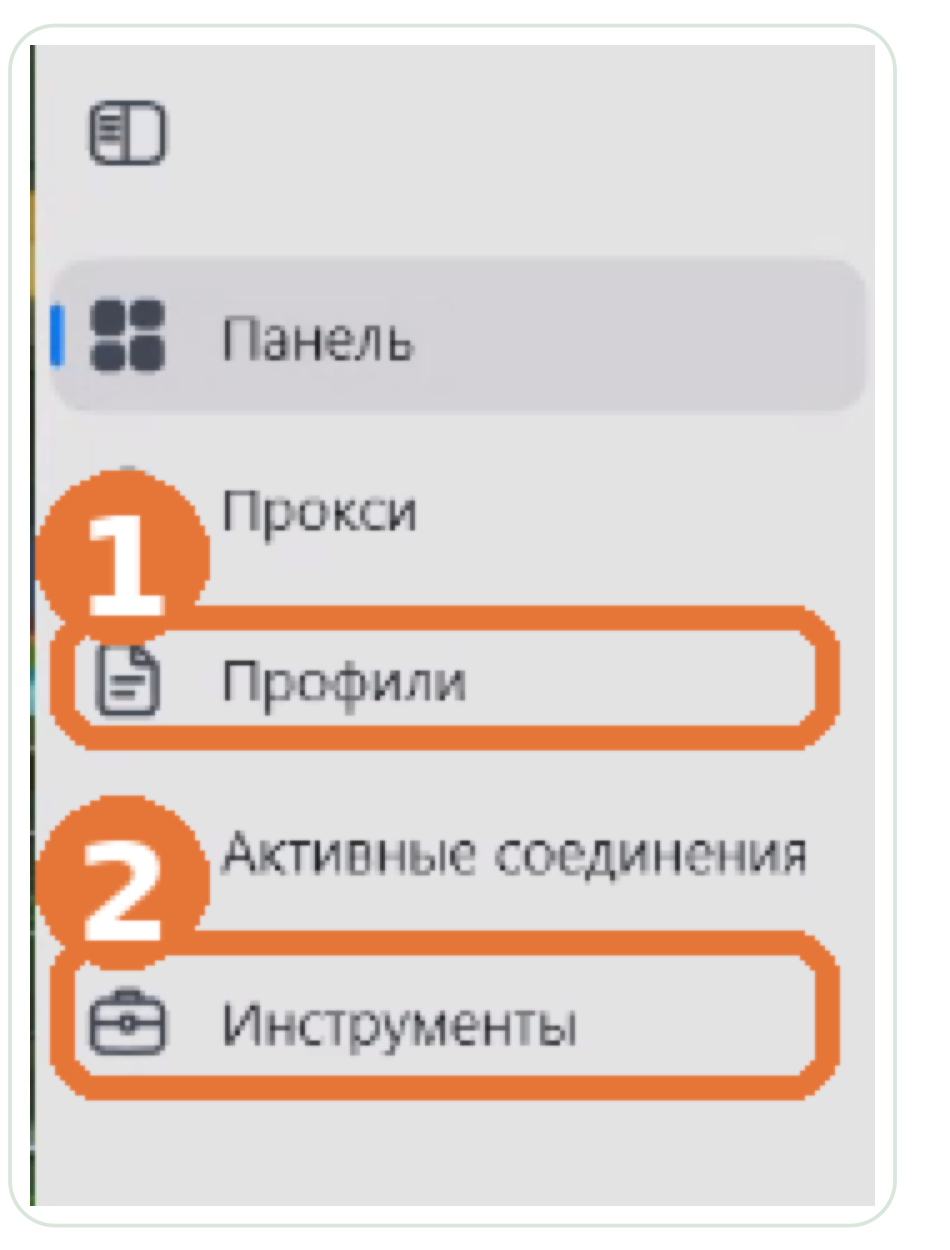 Панель
Прокси
1
Профили
Активные соединения
2
Инструменты